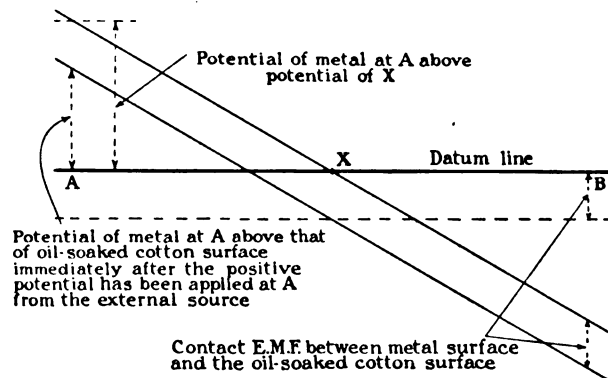 Potential of metal at A above
potential of X
X
Datum line
A
B
Potential of metal at A above that
of oil-soaked cotton surface
immediately after the positive
potential has been applied at A
from the external source
Contact E.M.F. between metal surface
and the oil-soaked cotton surface